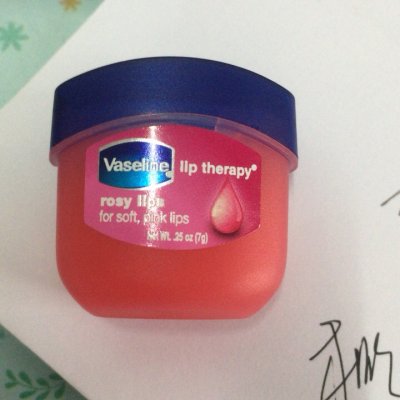 Vaseline lip therapy®
rosy lips
for soft, pink lips
Net WT. .25 oz (7g)